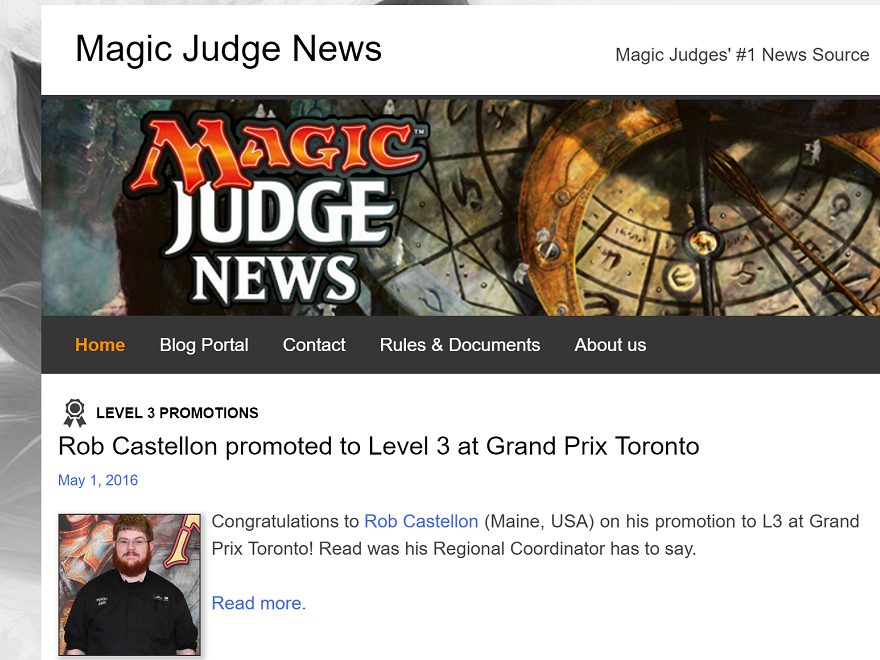 Magic Judge News
Magic Judges' #1 News Source
MAGIC™
JUDGE
NEWS
Home Blog Portal Contact Rules & Documents About us
LEVEL 3 PROMOTIONS
Rob Castellon promoted to Level 3 at Grand Prix Toronto
May 1, 2016
Congratulations to Rob Castellon (Maine, USA) on his promotion to L3 at Grand
Prix Toronto! Read was his Regional Coordinator has to say.
Read more.